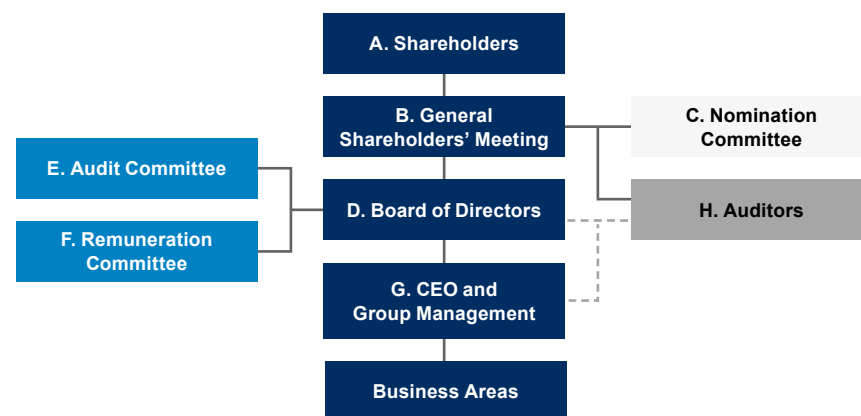 A. Shareholders
B. General
Shareholders’ Meeting
C. Nomination
Committee
E. Audit Committee
D. Board of Directors
H. Auditors
F. Remuneration
Committee
G. CEO and
Group Management
Business Areas